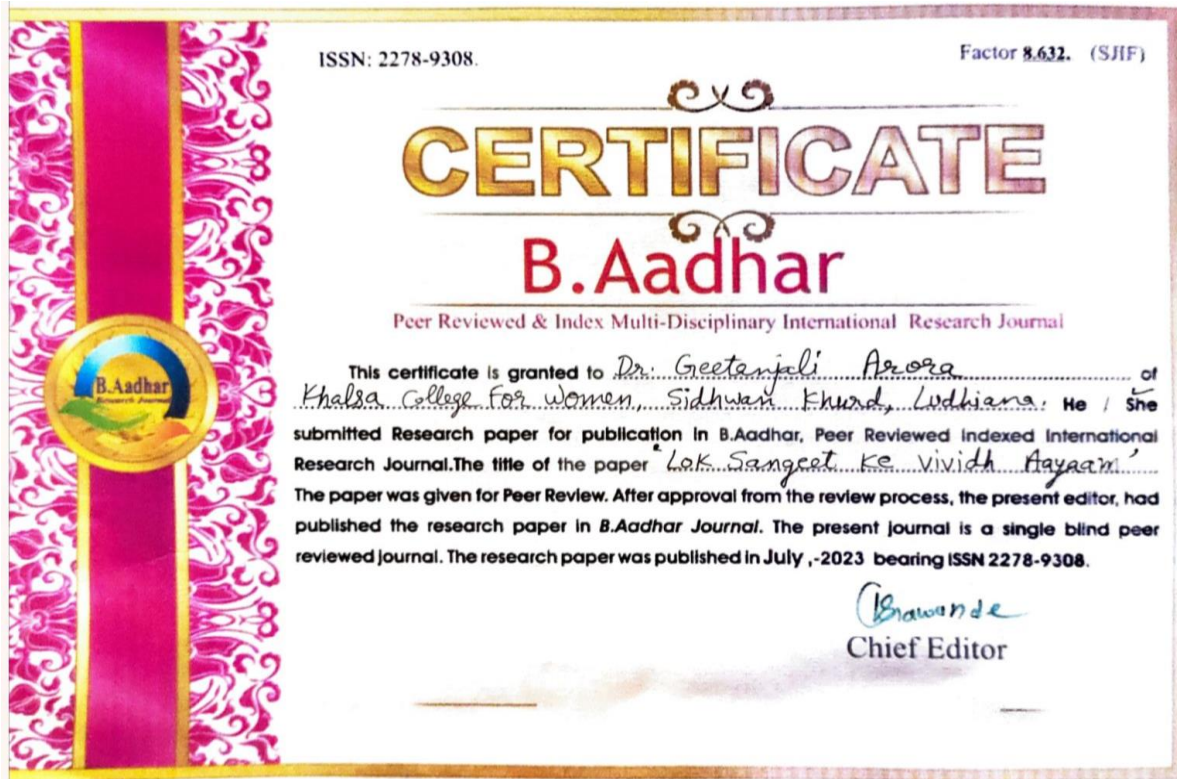 ISSN: 2278-9308.
Factor 8.632. (SJIF)
CERTIFICATE
B.Aadhar
Peer Reviewed & Index Multi-Disciplinary International Research Journal
This certificate is granted to Dr. Geetanjali Arora of
Khalsa College For Women, Sidhwan Khurd, Ludhiana. He / She
submitted Research paper for publication in B.Aadhar, Peer Reviewed Indexed International
Research Journal.The title of the paper "Lok Sangeet Ke Vividh Aayaam"
The paper was given for Peer Review. After approval from the review process, the present editor, had
published the research paper in B.Aadhar Journal. The present journal is a single blind peer
reviewed journal. The research paper was published in July ,-2023 bearing ISSN 2278-9308.
Chief Editor
B.Aadhar
Research Journal